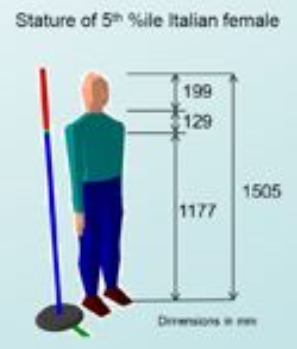 Stature of 5th %ile Italian female
199
129
1177
1505
Dimensions in mm